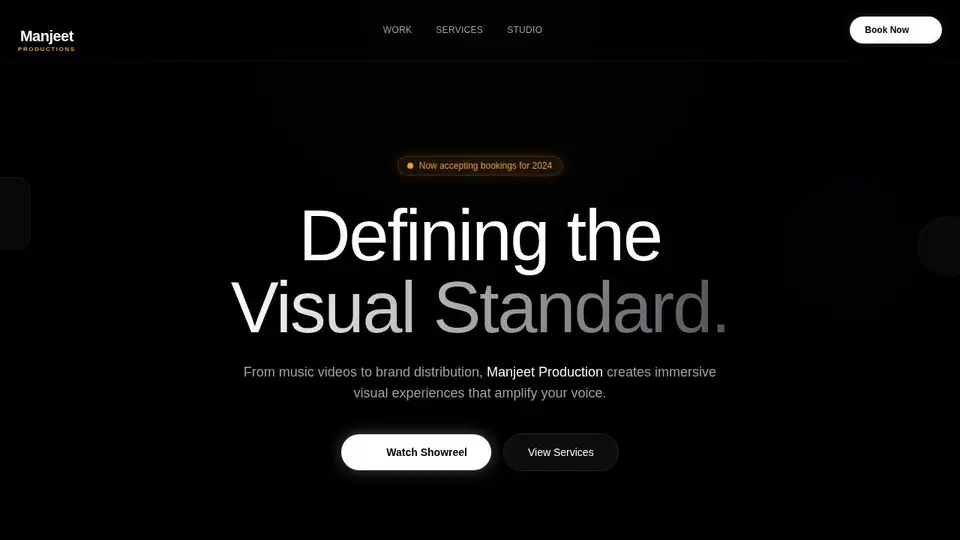 Manjeet
PRODUCTIONS
WORK
SERVICES
STUDIO
Book Now
Now accepting bookings for 2024
Defining the
Visual Standard.
From music videos to brand distribution, Manjeet Production creates immersive
visual experiences that amplify your voice.
Watch Showreel
View Services